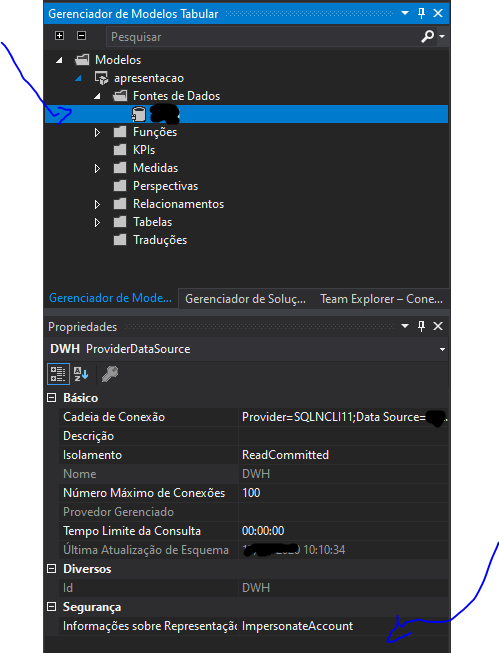 Gerenciador de Modelos Tabular
Pesquisar
Modelos
apresentacao
Fontes de Dados
Funções
KPIs
Medidas
Perspectivas
Relacionamentos
Tabelas
Traduções
Gerenciador de Mode... Gerenciador de Soluç... Team Explorer – Cone...
Propriedades
DWH ProviderDataSource
Básico
Cadeia de Conexão Provider=SQLNCLI11;Data Source=
Descrição
Isolamento ReadCommitted
Nome DWH
Número Máximo de Conexões 100
Provedor Gerenciado
Tempo Limite da Consulta 00:00:00
Última Atualização de Esquema 10:10:34
Diversos
Id DWH
Segurança
Informações sobre Representação ImpersonateAccount